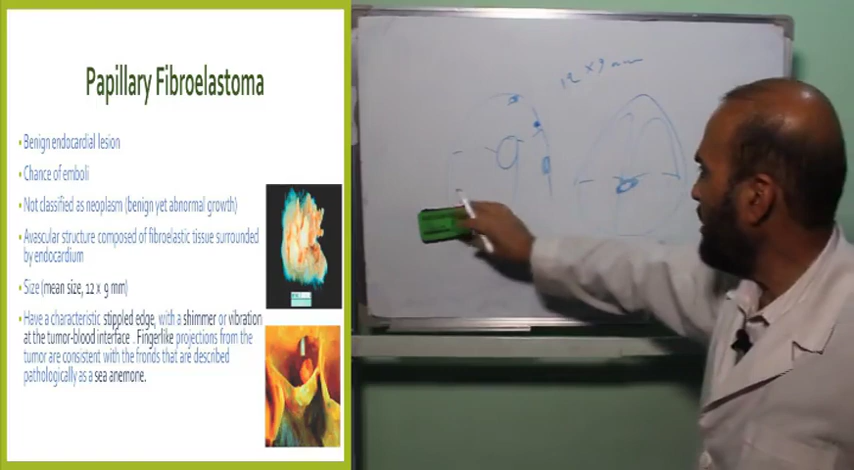 Papillary Fibroelastoma
• Benign endocardial lesion
• Chance of emboli
• Not classified as neoplasm (benign yet abnormal growth)
• Avascular structure composed of fibroelastic tissue surrounded
by endocardium
• Size (mean size, 12 x 9 mm)
• Have a characteristic stippled edge, with a shimmer or vibration
at the tumor-blood interface . Fingerlike projections from the
tumor are consistent with the fronds that are described
pathologically as a sea anemone.
12 x 9 mm